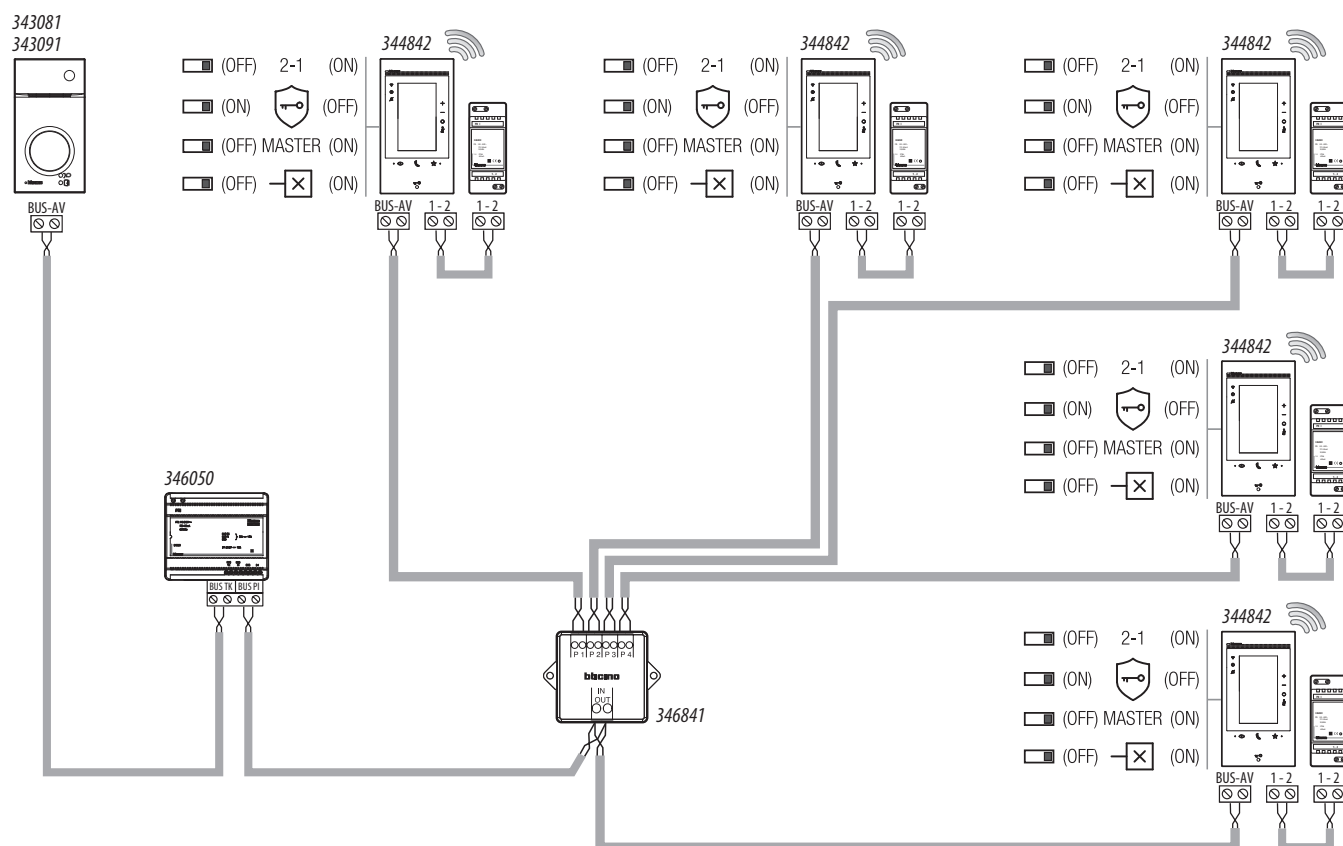 343081
343091
BUS-AV
344842
(OFF) 2-1 (ON)
(ON) (OFF)
(OFF) MASTER (ON)
(OFF) (ON)
BUS-AV 1 - 2 1 - 2
344842
(OFF) 2-1 (ON)
(ON) (OFF)
(OFF) MASTER (ON)
(OFF) (ON)
BUS-AV 1 - 2 1 - 2
344842
(OFF) 2-1 (ON)
(ON) (OFF)
(OFF) MASTER (ON)
(OFF) (ON)
BUS-AV 1 - 2 1 - 2
344842
(OFF) 2-1 (ON)
(ON) (OFF)
(OFF) MASTER (ON)
(OFF) (ON)
BUS-AV 1 - 2 1 - 2
346050
BUS TK BUS PI
P1 P2 P3 P4
bticino
IN
OUT
346841
344842
(OFF) 2-1 (ON)
(ON) (OFF)
(OFF) MASTER (ON)
(OFF) (ON)
BUS-AV 1 - 2 1 - 2